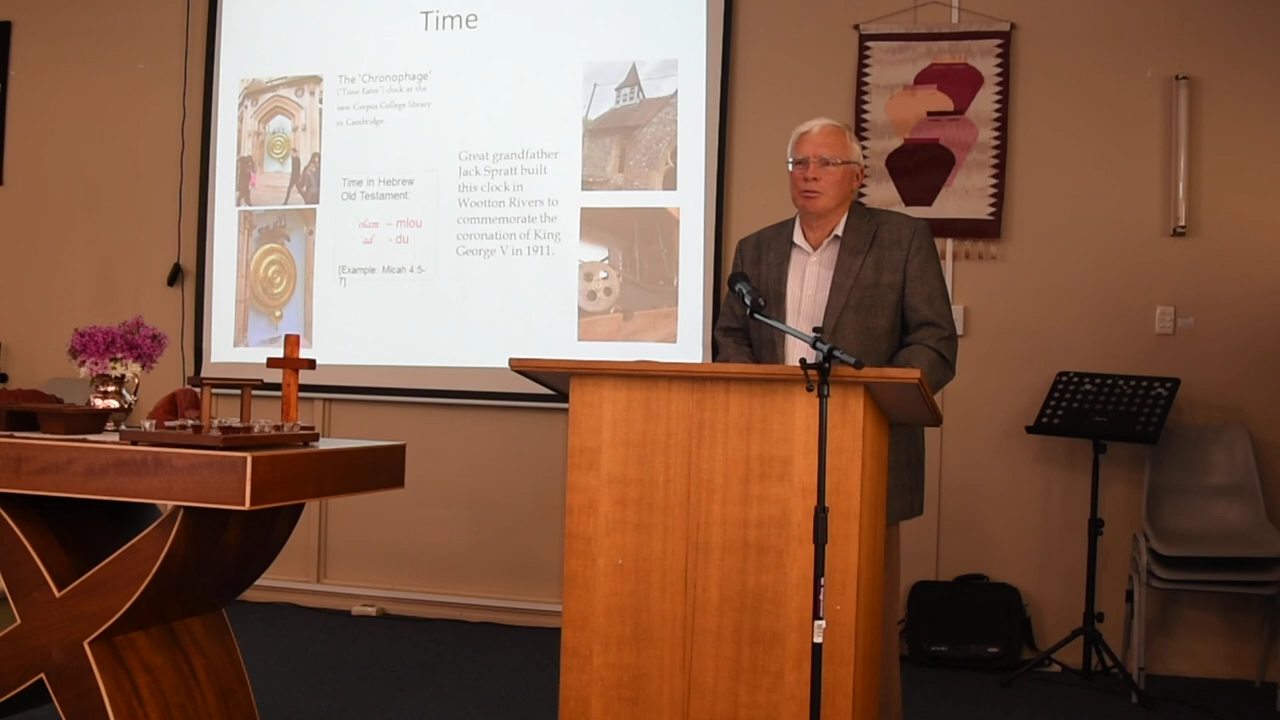 Time
The 'Chronophage'
("Time Eater") clock at the
new Corpus College library
in Cambridge.
Time in Hebrew
Old Testament:
'olam – mlou
'ad - du
[Example: Micah 4:5-
7]
Great grandfather
Jack Spratt built
this clock in
Wootton Rivers to
commemorate the
coronation of King
George V in 1911.